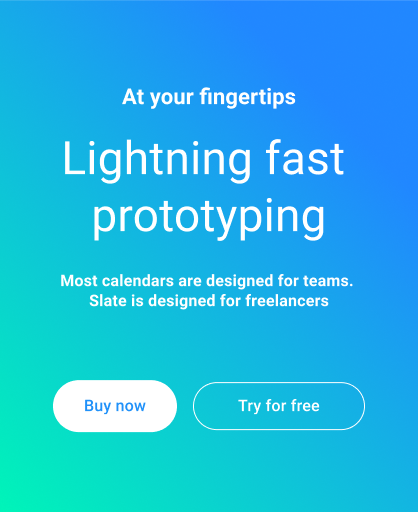 At your fingertips
Lightning fast
prototyping
Most calendars are designed for teams.
Slate is designed for freelancers
Buy now
Try for free